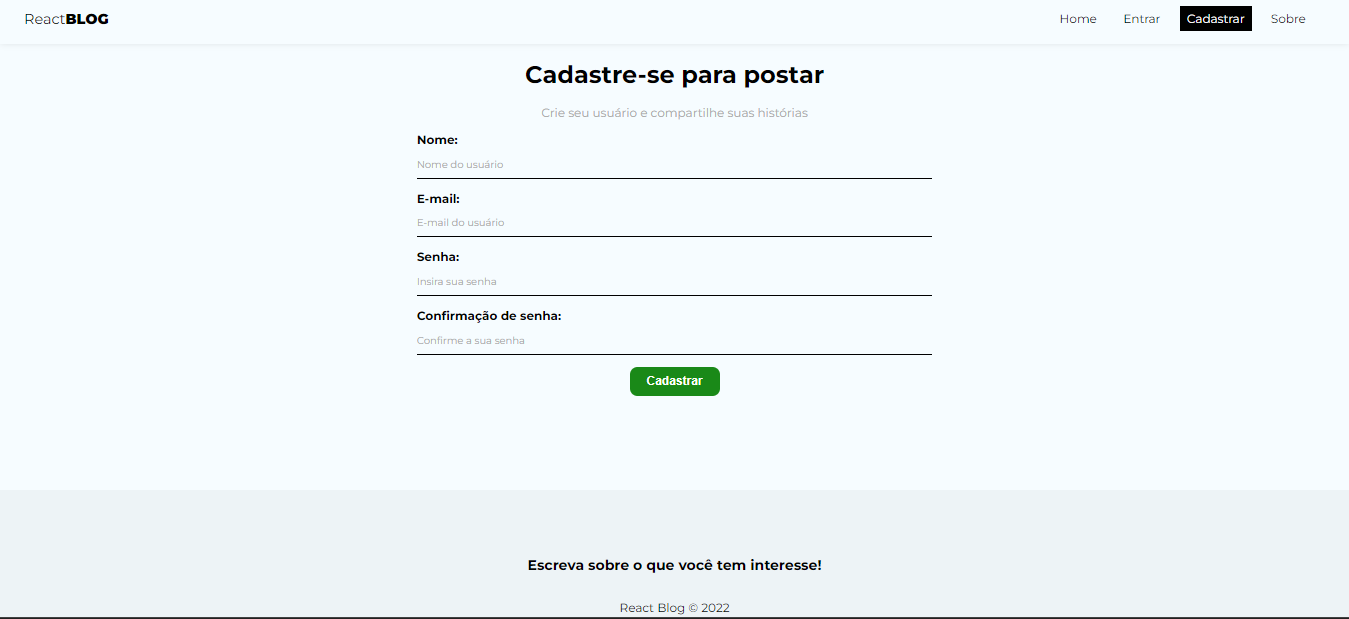 ReactBLOG
Home Entrar Cadastrar Sobre
Cadastre-se para postar
Crie seu usuário e compartilhe suas histórias
Nome:
Nome do usuário
E-mail:
E-mail do usuário
Senha:
Insira sua senha
Confirmação de senha:
Confirme a sua senha
Cadastrar
Escreva sobre o que você tem interesse!
React Blog © 2022